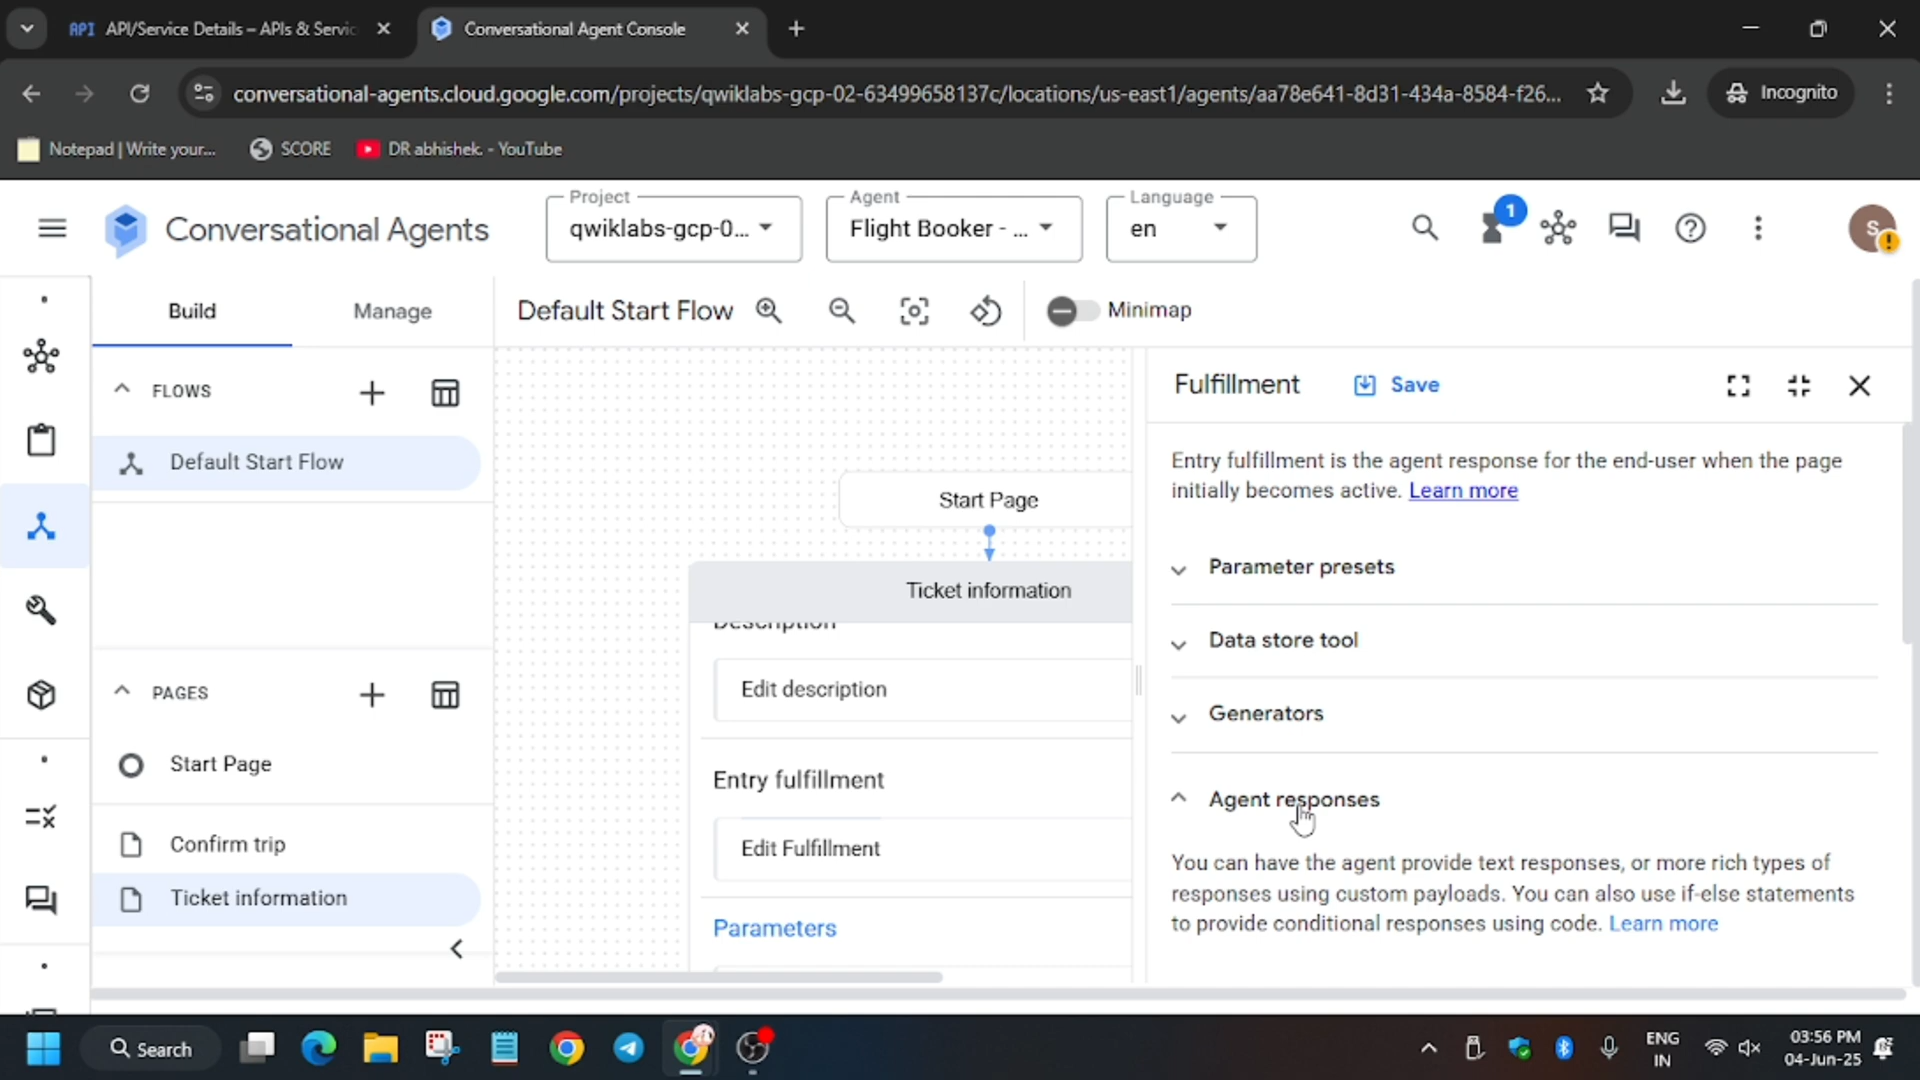 API API/Service Details – APIs & Servic
Conversational Agent Console
conversational-agents.cloud.google.com/projects/qwiklabs-gcp-02-63499658137c/locations/us-east1/agents/aa78e641-8d31-434a-8584-f26...
Incognito
Notepad | Write your...
SCORE
DR abhishek. - YouTube
Conversational Agents
Project
qwiklabs-gcp-0...
Agent
Flight Booker - ...
Language
en
1
S
Build
Manage
Default Start Flow
Minimap
FLOWS
Default Start Flow
PAGES
Start Page
Confirm trip
Ticket information
Start Page
Ticket information
Description
Edit description
Entry fulfillment
Edit Fulfillment
Parameters
Fulfillment
Save
Entry fulfillment is the agent response for the end-user when the page
initially becomes active. Learn more
Parameter presets
Data store tool
Generators
Agent responses
You can have the agent provide text responses, or more rich types of
responses using custom payloads. You can also use if-else statements
to provide conditional responses using code. Learn more
Search
ENG
IN
03:56 PM
04-Jun-25